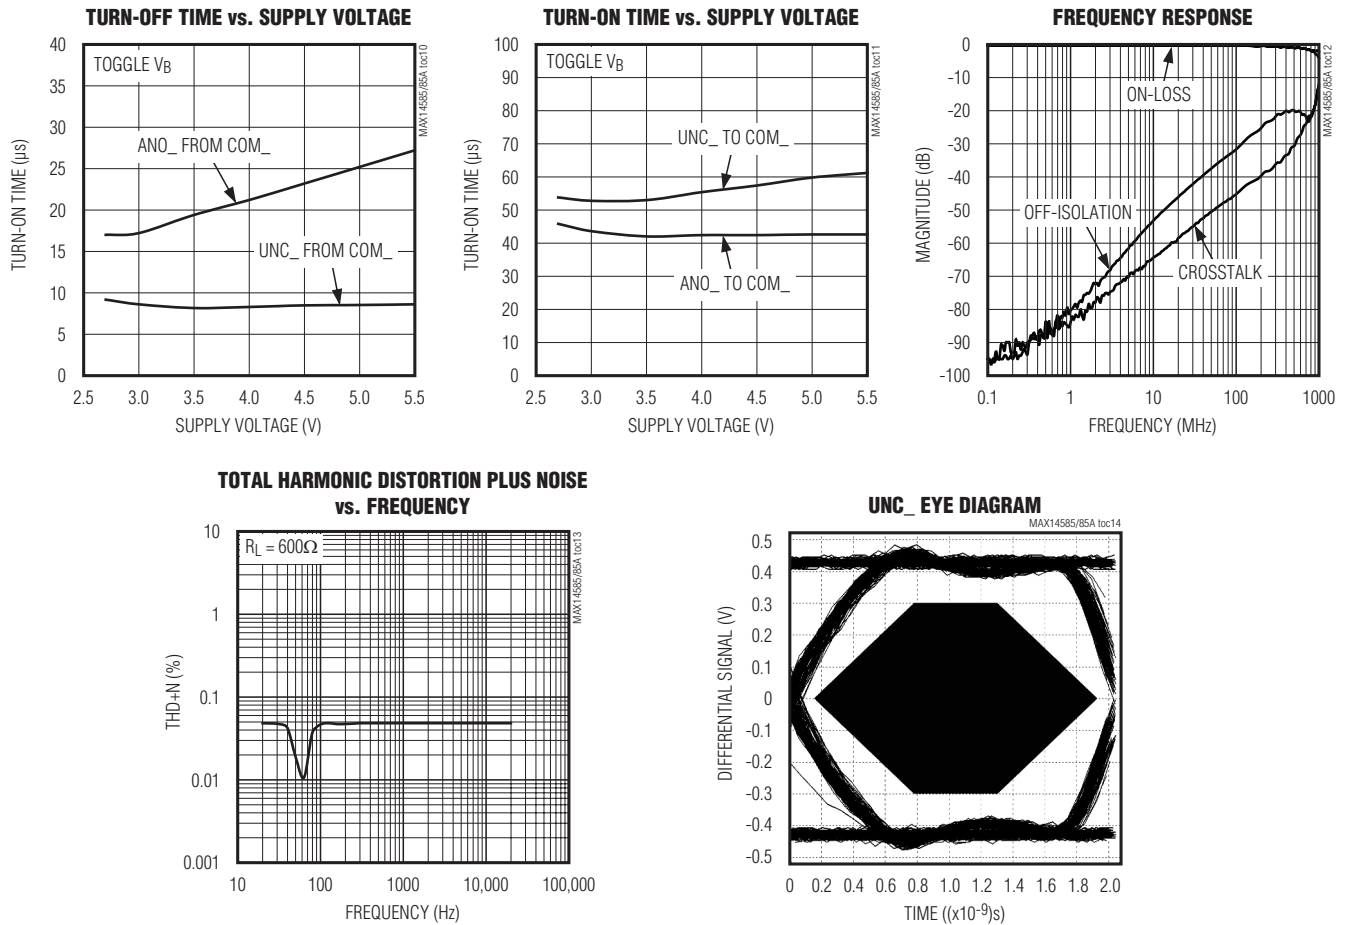 TURN-OFF TIME vs. SUPPLY VOLTAGE
40
35
30
25
20
15
10
5
0
TURN-ON TIME (µs)
TOGGLE VB
ANO_ FROM COM_
UNC_ FROM COM_
MAX14585/85A toc10
2.5 3.0 3.5 4.0 4.5 5.0 5.5
SUPPLY VOLTAGE (V)
TURN-ON TIME vs. SUPPLY VOLTAGE
100
90
80
70
60
50
40
30
20
10
0
TURN-ON TIME (µs)
TOGGLE VB
UNC_ TO COM_
ANO_ TO COM_
MAX14585/85A toc11
2.5 3.0 3.5 4.0 4.5 5.0 5.5
SUPPLY VOLTAGE (V)
FREQUENCY RESPONSE
0
-10
-20
-30
-40
-50
-60
-70
-80
-90
-100
MAGNITUDE (dB)
ON-LOSS
OFF-ISOLATION
CROSSTALK
MAX14585/85A toc12
0.1 1 10 100 1000
FREQUENCY (MHz)
TOTAL HARMONIC DISTORTION PLUS NOISE
vs. FREQUENCY
10
1
0.1
0.01
0.001
THD+N (%)
RL = 600Ω
MAX14585/85A toc13
10 100 1000 10,000 100,000
FREQUENCY (Hz)
UNC_ EYE DIAGRAM
MAX14585/85A toc14
0.5
0.4
0.3
0.2
0.1
0
-0.1
-0.2
-0.3
-0.4
-0.5
DIFFERENTIAL SIGNAL (V)
0 0.2 0.4 0.6 0.8 1.0 1.2 1.4 1.6 1.8 2.0
TIME ((x10-9)s)